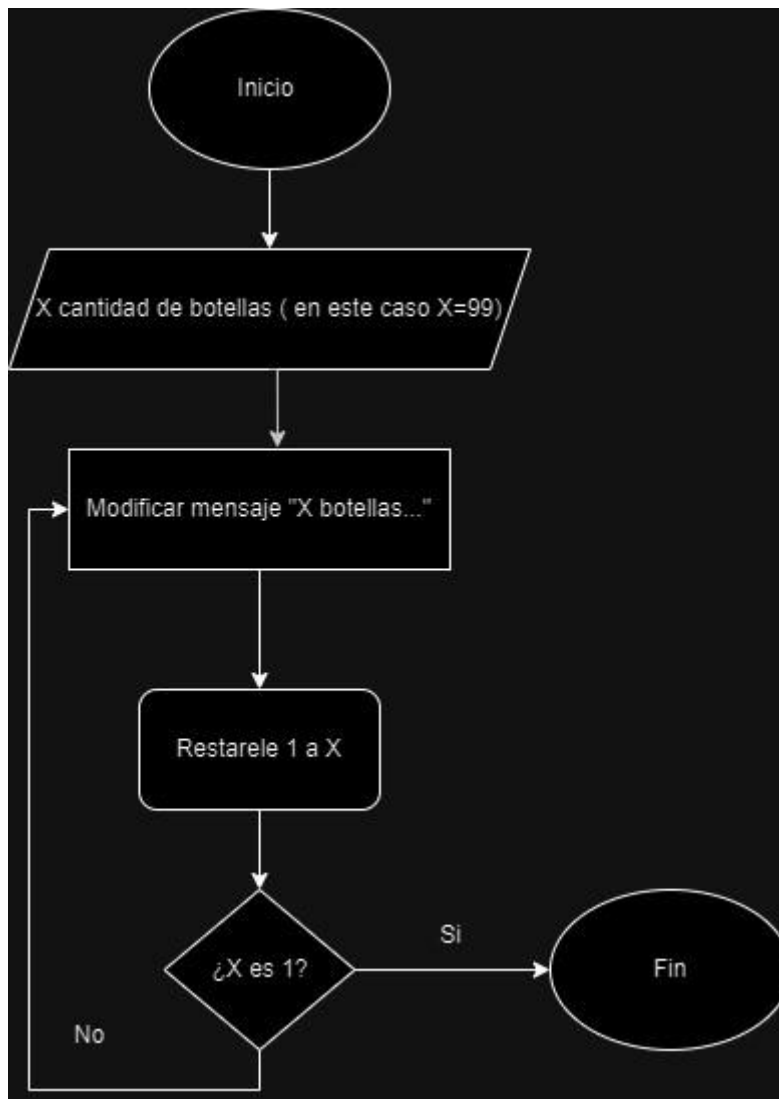 Inicio
X cantidad de botellas ( en este caso X=99)
Modificar mensaje "X botellas..."
Restarele 1 a X
¿X es 1?
Si
Fin
No